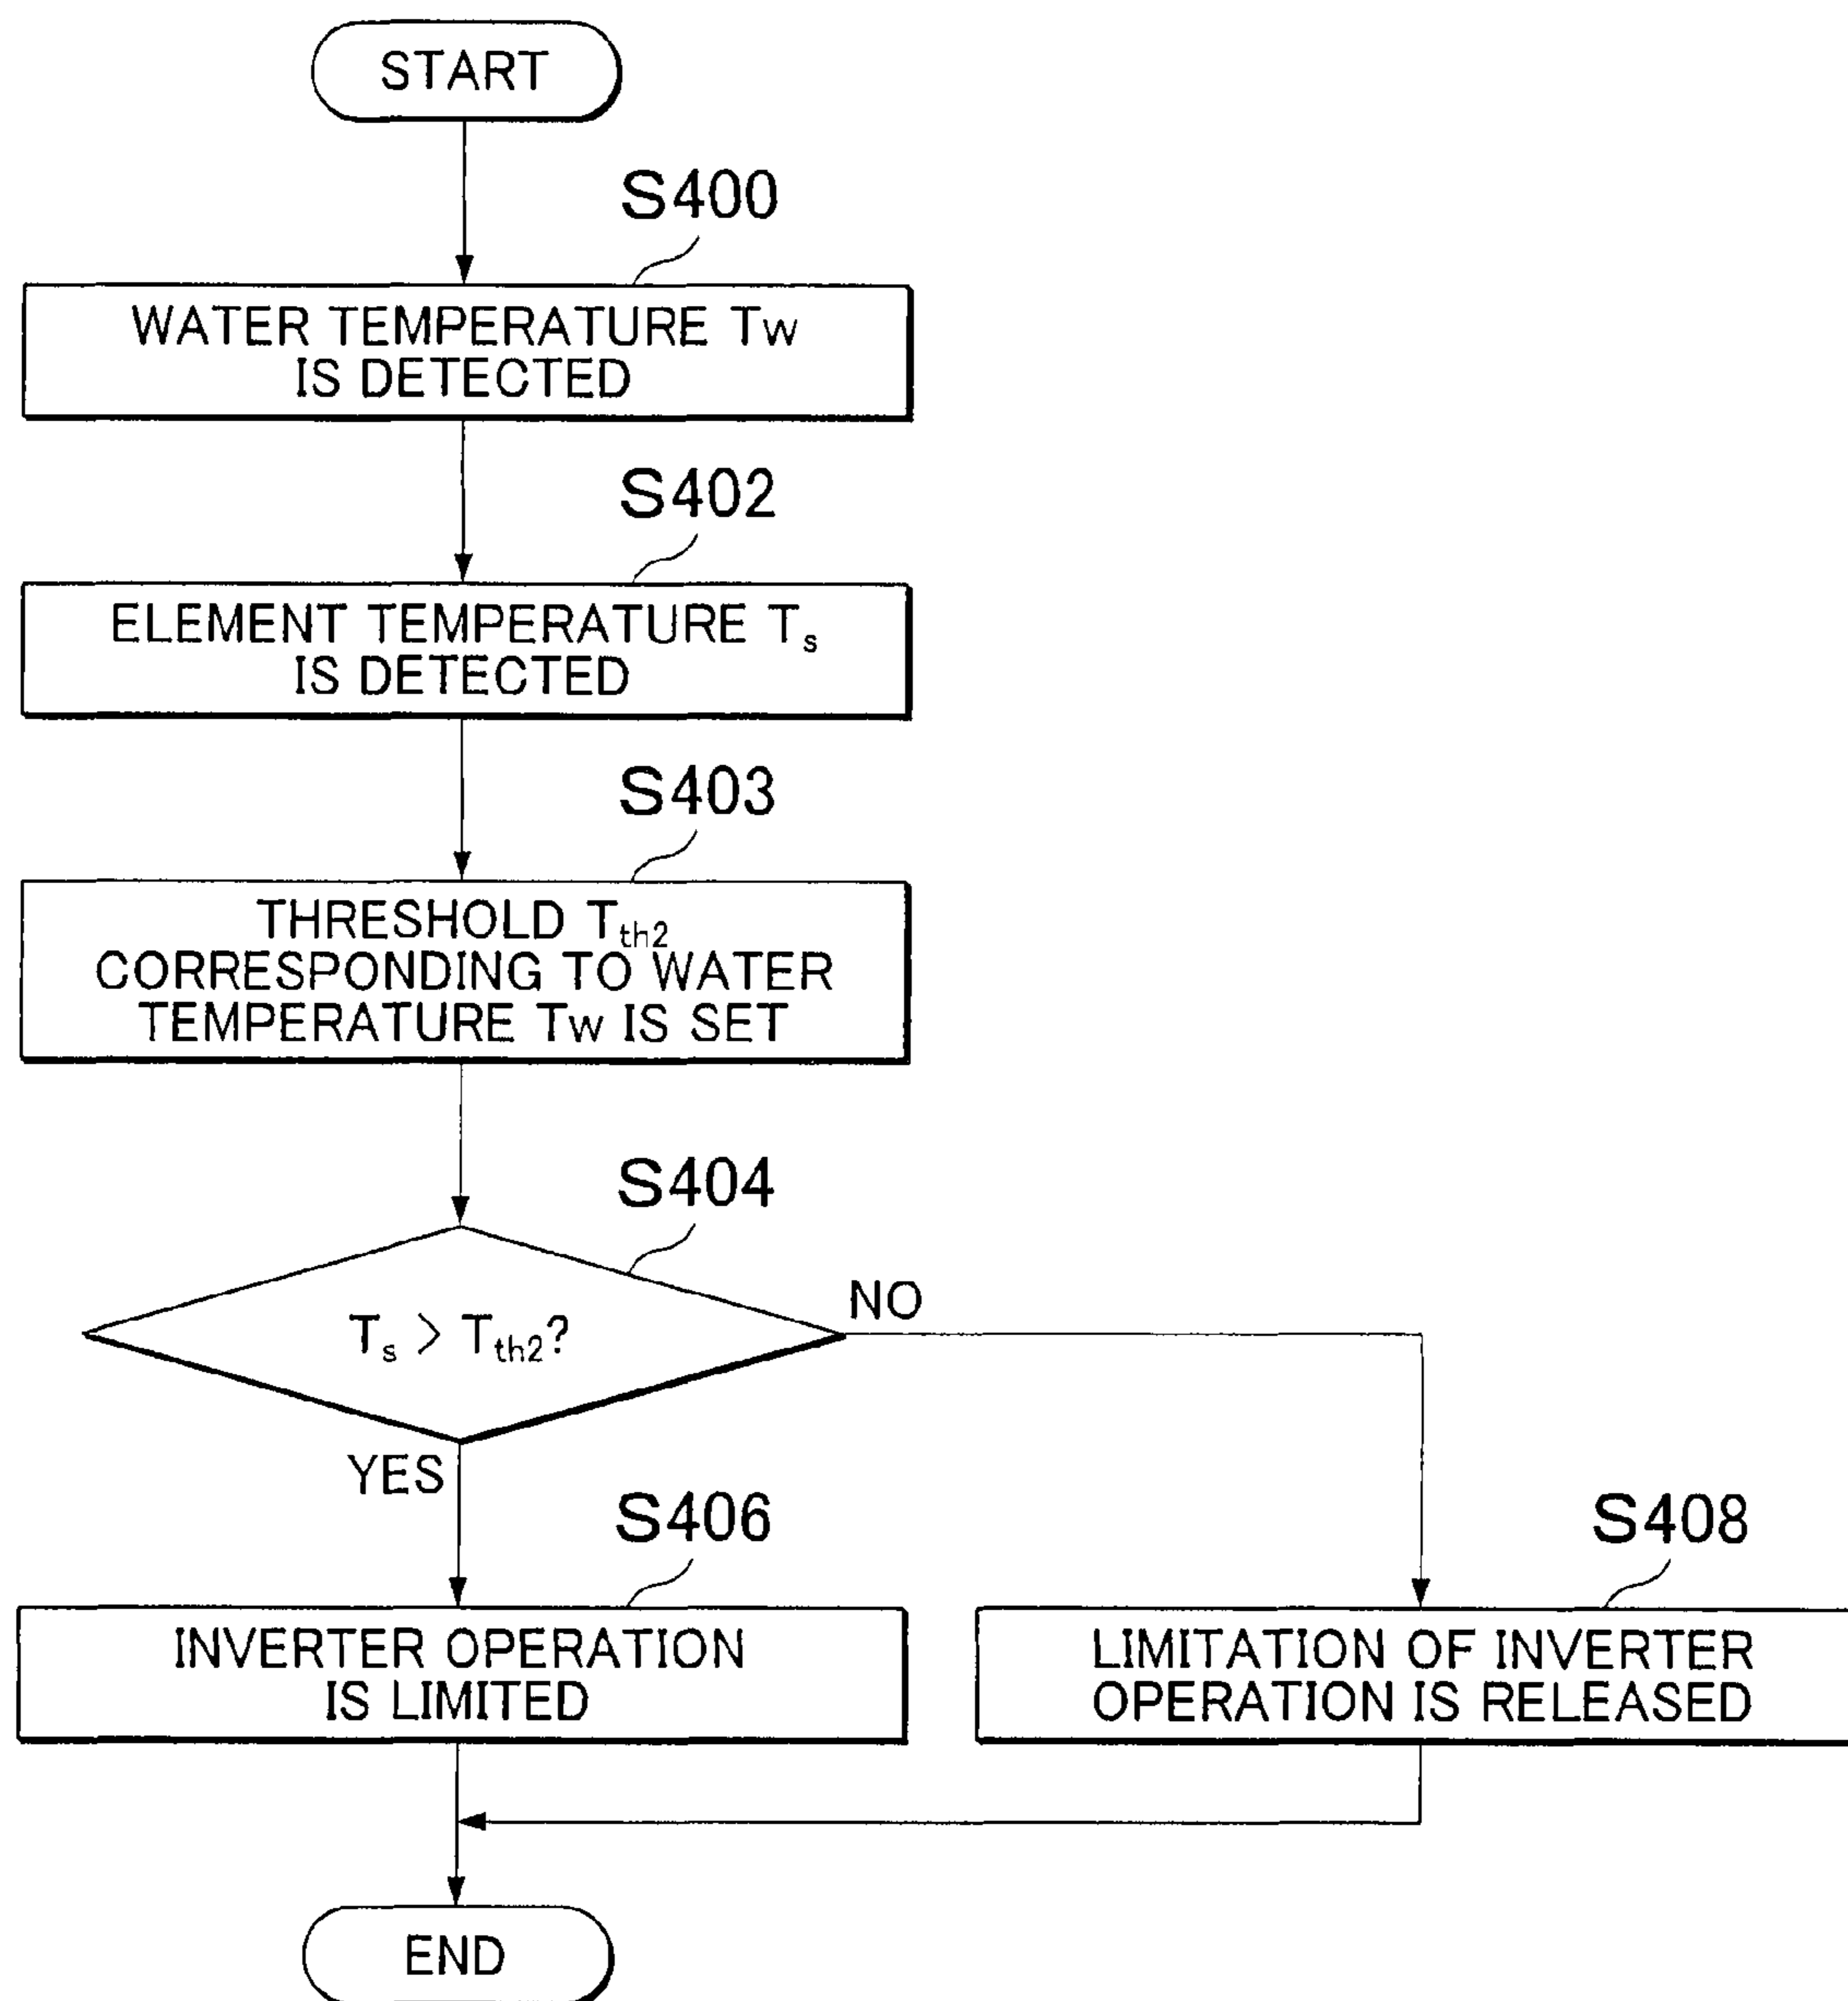 START
S400
WATER TEMPERATURE Tw
IS DETECTED
S402
ELEMENT TEMPERATURE Ts
IS DETECTED
S403
THRESHOLD Tth2
CORRESPONDING TO WATER
TEMPERATURE Tw IS SET
S404
Ts > Tth2?
NO
YES
S406
INVERTER OPERATION
IS LIMITED
S408
LIMITATION OF INVERTER
OPERATION IS RELEASED
END